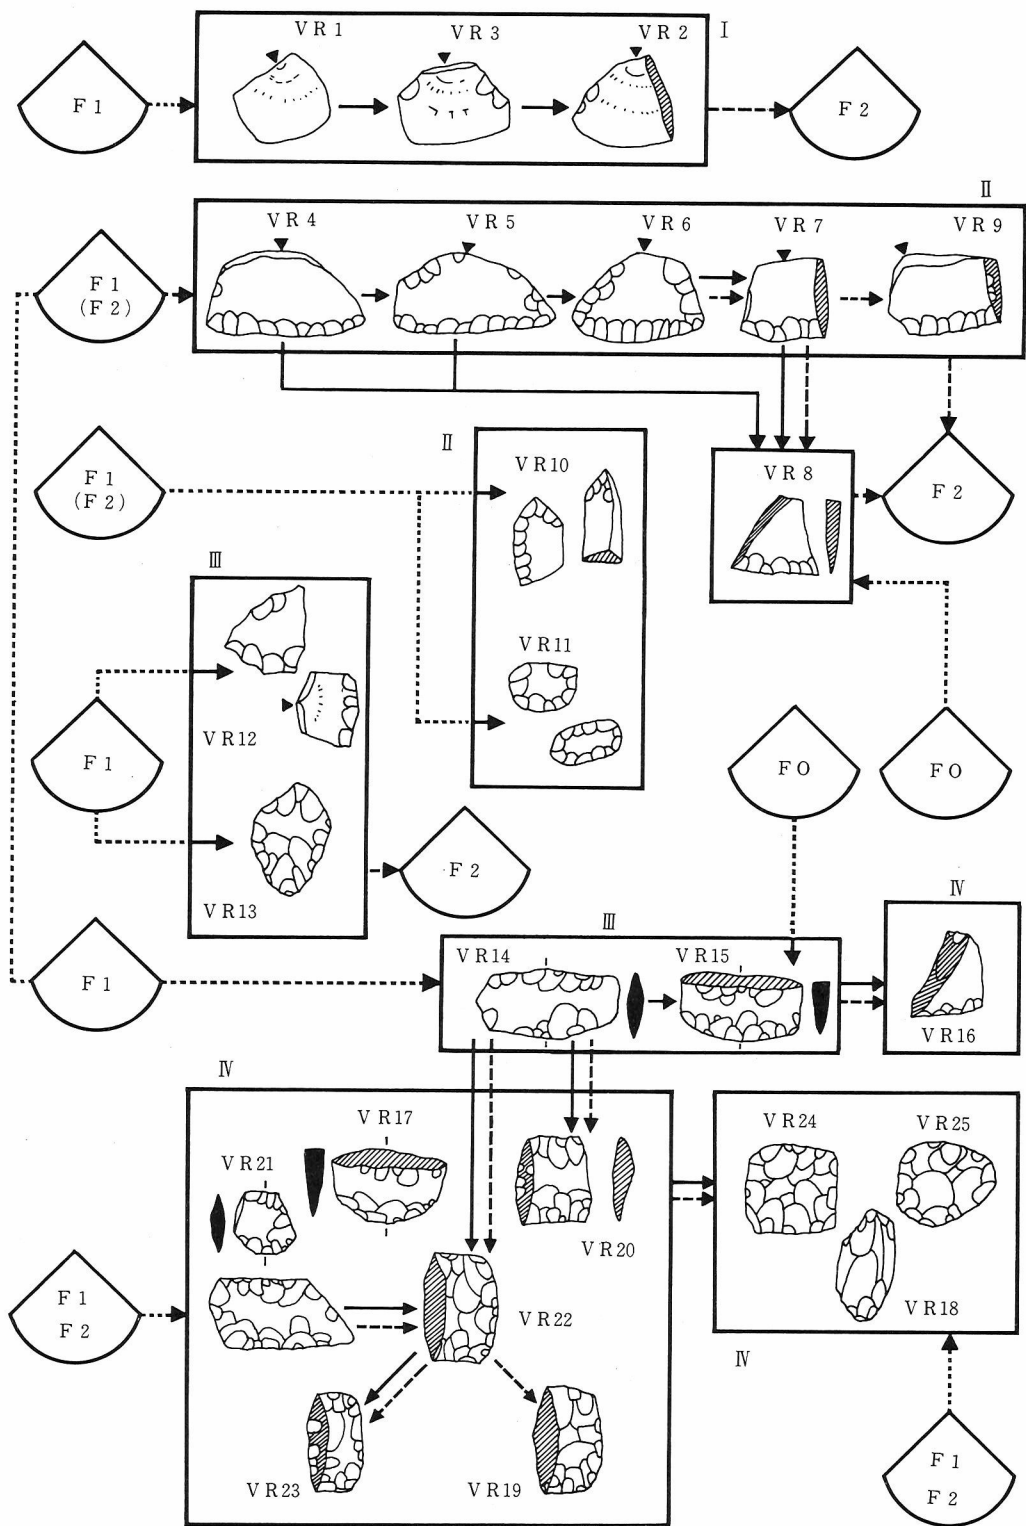 VR1
VR3
VR2
I
F1
F2
II
VR4
VR5
VR6
VR7
VR9
F1
(F2)
II
F1
(F2)
VR10
VR8
F2
III
VR11
VR12
F1
FO
FO
F2
VR13
IV
III
VR14
VR15
F1
VR16
IV
VR17
VR24
VR25
VR21
VR20
VR18
F1
F2
VR22
IV
VR23
VR19
F1
F2